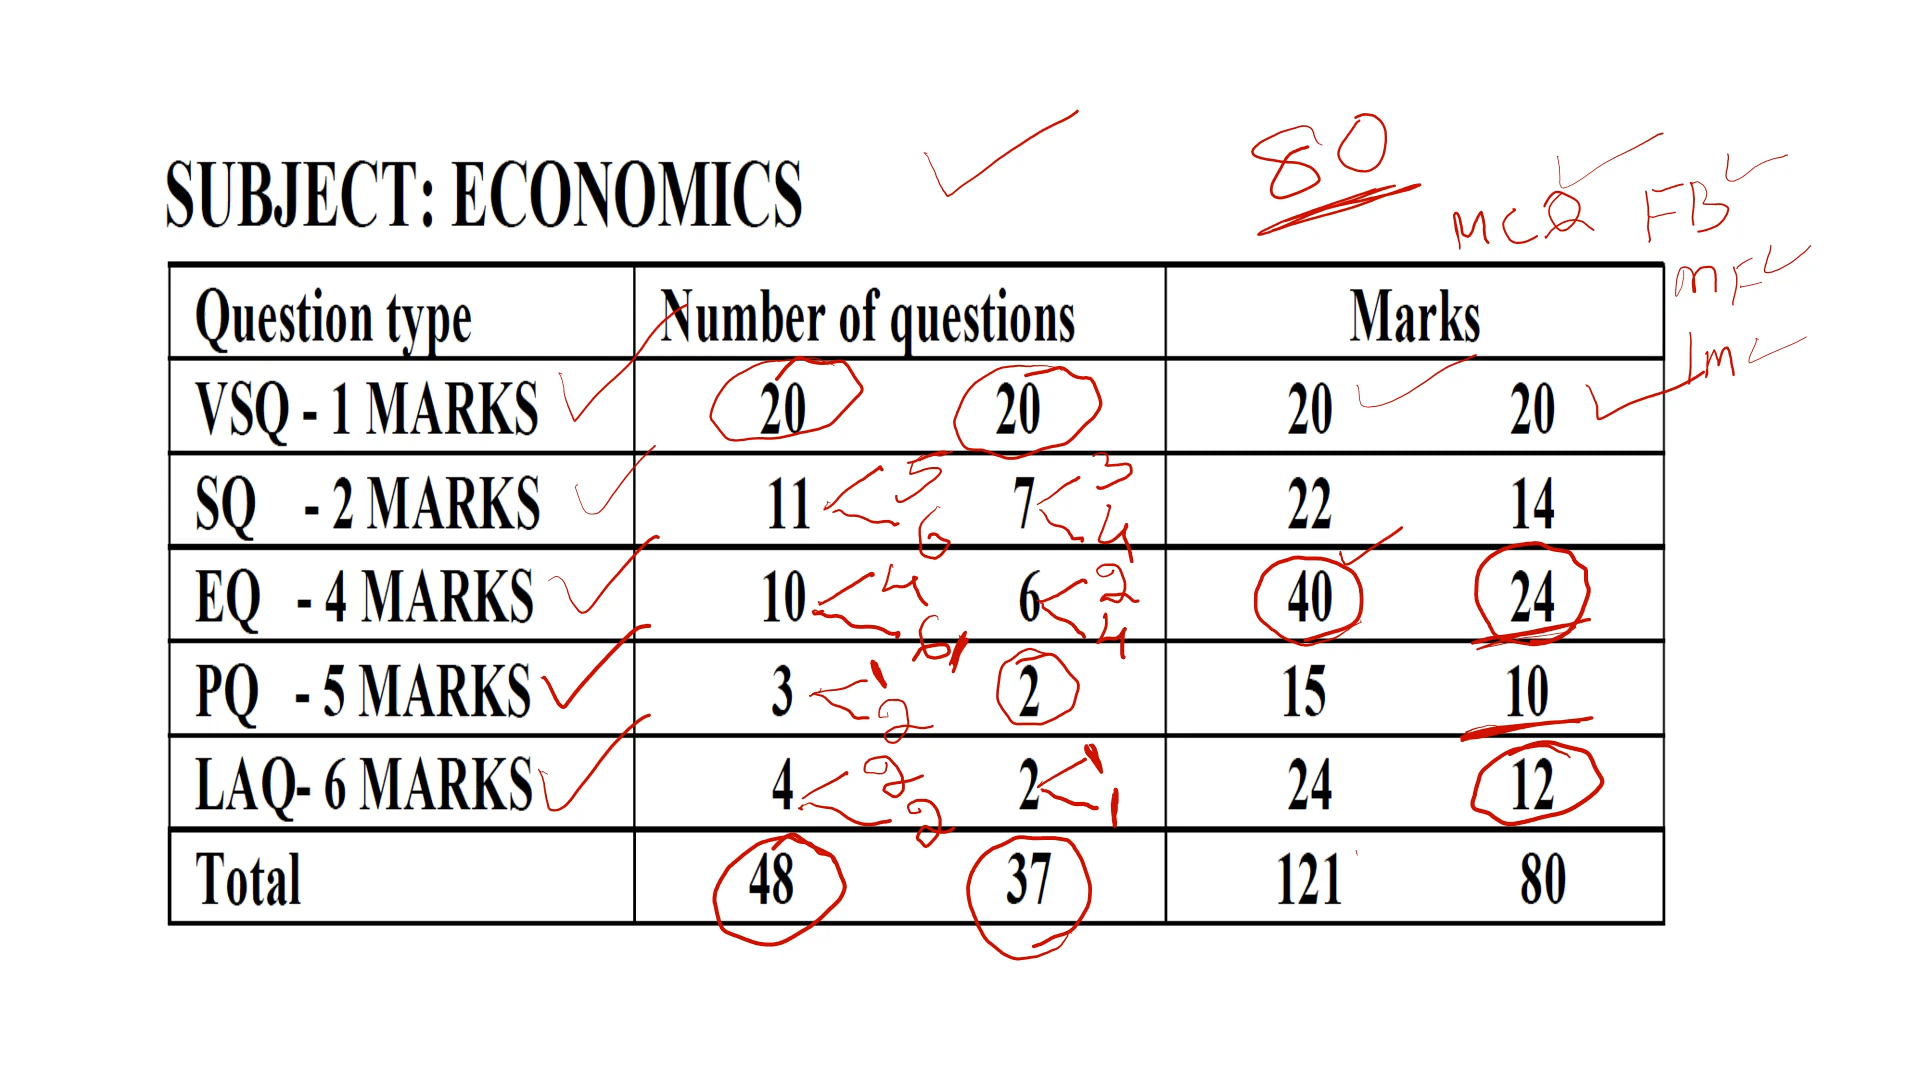 80
MCQ FB
SUBJECT: ECONOMICS
MF
Question type Number of questions Marks
1M
VSQ - 1 MARKS 20 20 20 20
SQ - 2 MARKS 11 5 6 7 3 4 22 14
EQ - 4 MARKS 10 4 6 6 2 4 40 24
PQ - 5 MARKS 3 1 2 2 15 10
LAQ- 6 MARKS 4 2 2 2 1 1 24 12
Total 48 37 121 80